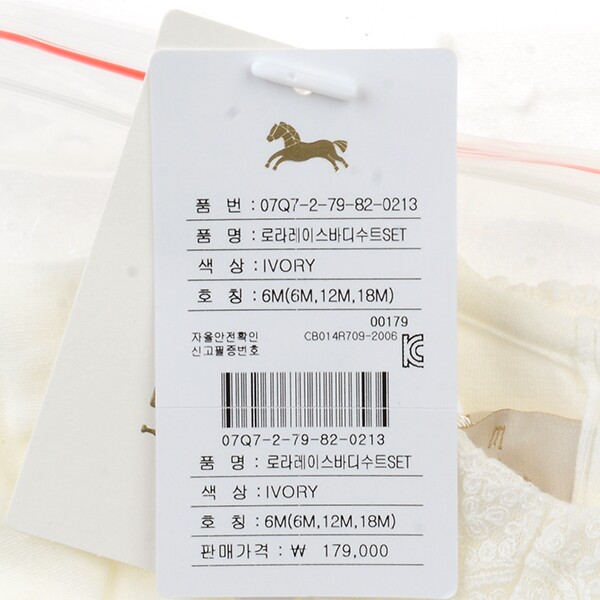 품 번 : 07Q7-2-79-82-0213
품 명 : 로라레이스바디수트SET
색 상 : IVORY
호 칭 : 6M(6M,12M,18M)
00179
자율안전확인 CB014R709-2006
신고필증번호
07Q7-2-79-82-0213
품 명 : 로라레이스바디수트SET
색 상 : IVORY
호 칭 : 6M(6M,12M,18M)
판매가격 : ₩ 179,000